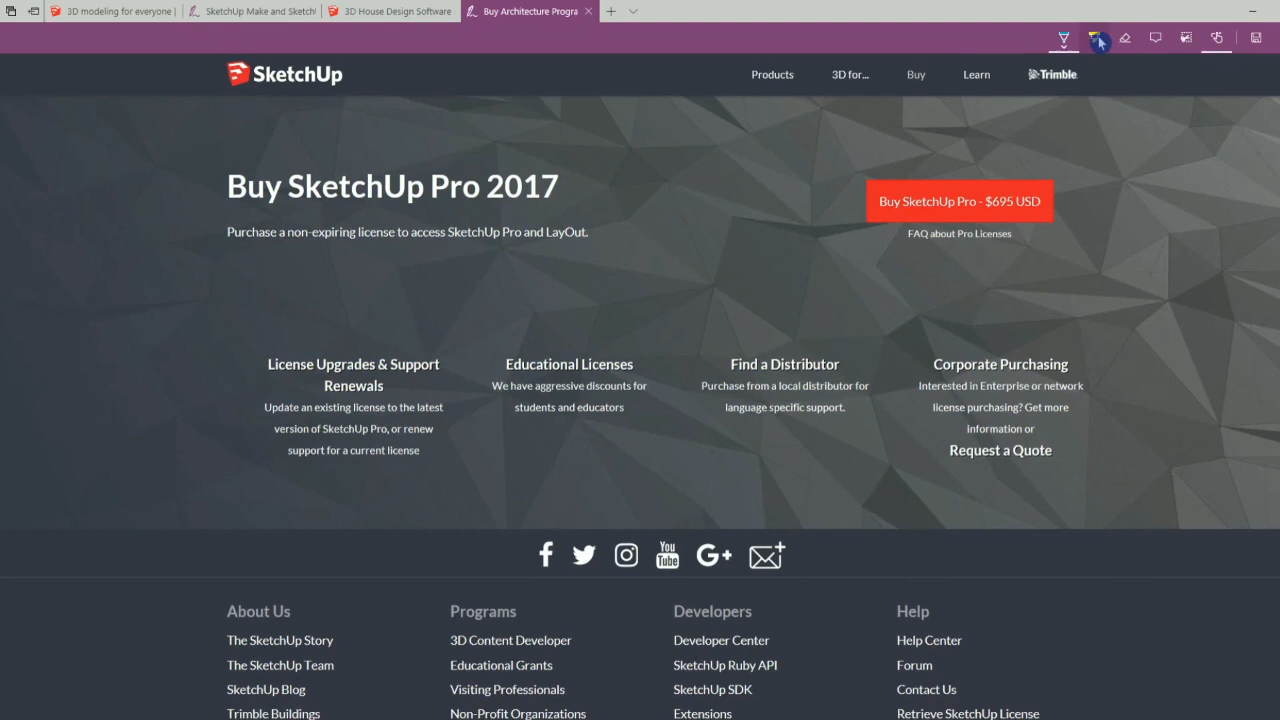 3D modeling for everyone |
SketchUp Make and Sketch
3D House Design Software
Buy Architecture Progra
SketchUp
Products
3D for...
Buy
Learn
Trimble
Buy SketchUp Pro 2017
Buy SketchUp Pro - $695 USD
Purchase a non-expiring license to access SketchUp Pro and LayOut.
FAQ about Pro Licenses
License Upgrades & Support
Renewals
Update an existing license to the latest
version of SketchUp Pro, or renew
support for a current license
Educational Licenses
We have aggressive discounts for
students and educators
Find a Distributor
Purchase from a local distributor for
language specific support.
Corporate Purchasing
Interested in Enterprise or network
license purchasing? Get more
information or
Request a Quote
You
Tube
G+
About Us
The SketchUp Story
The SketchUp Team
SketchUp Blog
Trimble Buildings
Programs
3D Content Developer
Educational Grants
Visiting Professionals
Non-Profit Organizations
Developers
Developer Center
SketchUp Ruby API
SketchUp SDK
Extensions
Help
Help Center
Forum
Contact Us
Retrieve SketchUp License